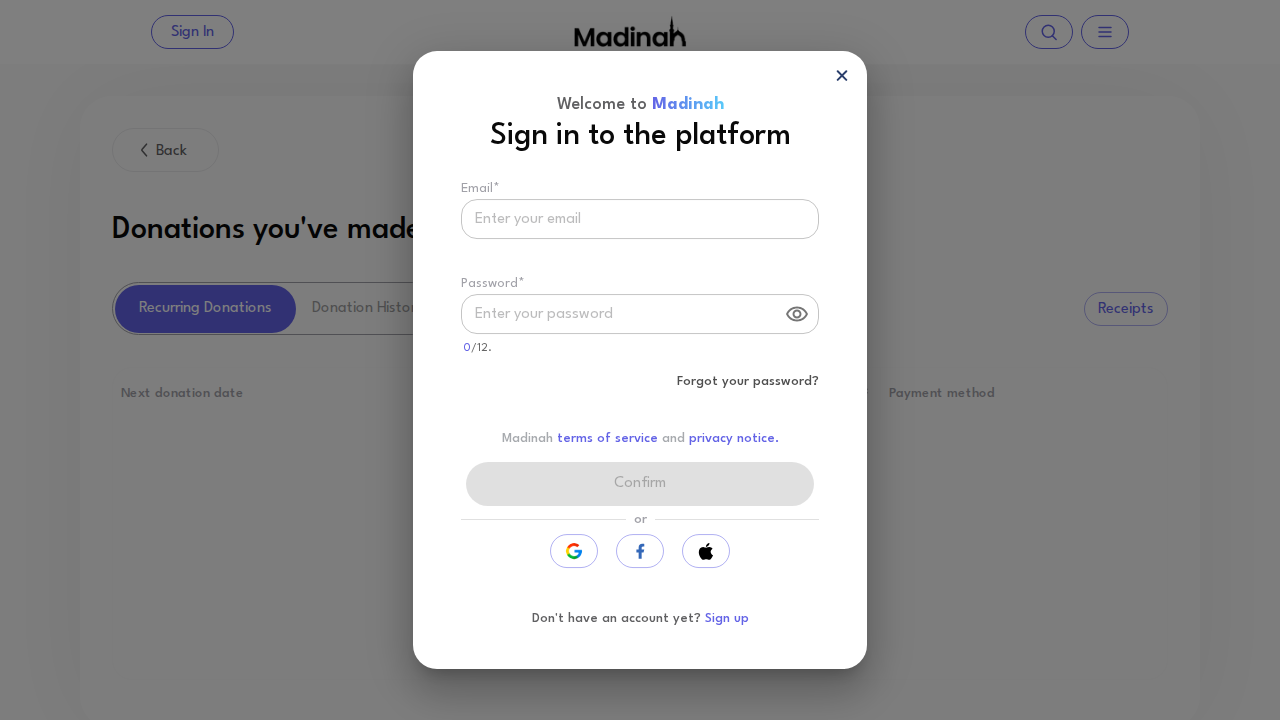 Sign In
Madinah
Welcome to Madinah
Sign in to the platform
Back
Email*
Enter your email
Donations you've made
Password*
Recurring Donations
Donation Histor
Enter your password
Receipts
0/12.
Forgot your password?
Next donation date
Payment method
Madinah terms of service and privacy notice.
Confirm
or
Don't have an account yet? Sign up